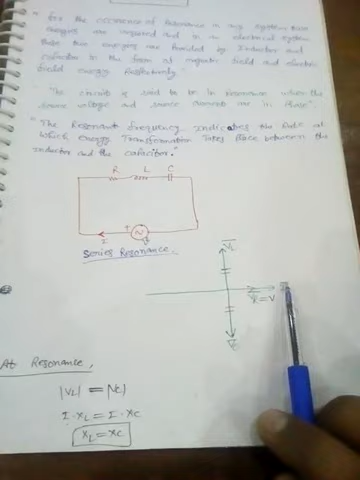 "For the occurence of Resonance in any system two
energies are required and in an electrical system
these two energies are provided by Inductor and
capacitor in the form of magnetic field and electric
field energy Respectively."
"The circuit is said to be in resonance when the
source voltage and source currents are in phase".
"The Resonant frequency indicates the Rate at
which energy Transformation Takes place between the
inductor and the capacitor."
R L C
I
Series Resonance.
VL
VR=V
VC
At Resonance,
|VL| = |VC|
I·XL = I·XC
XL = XC